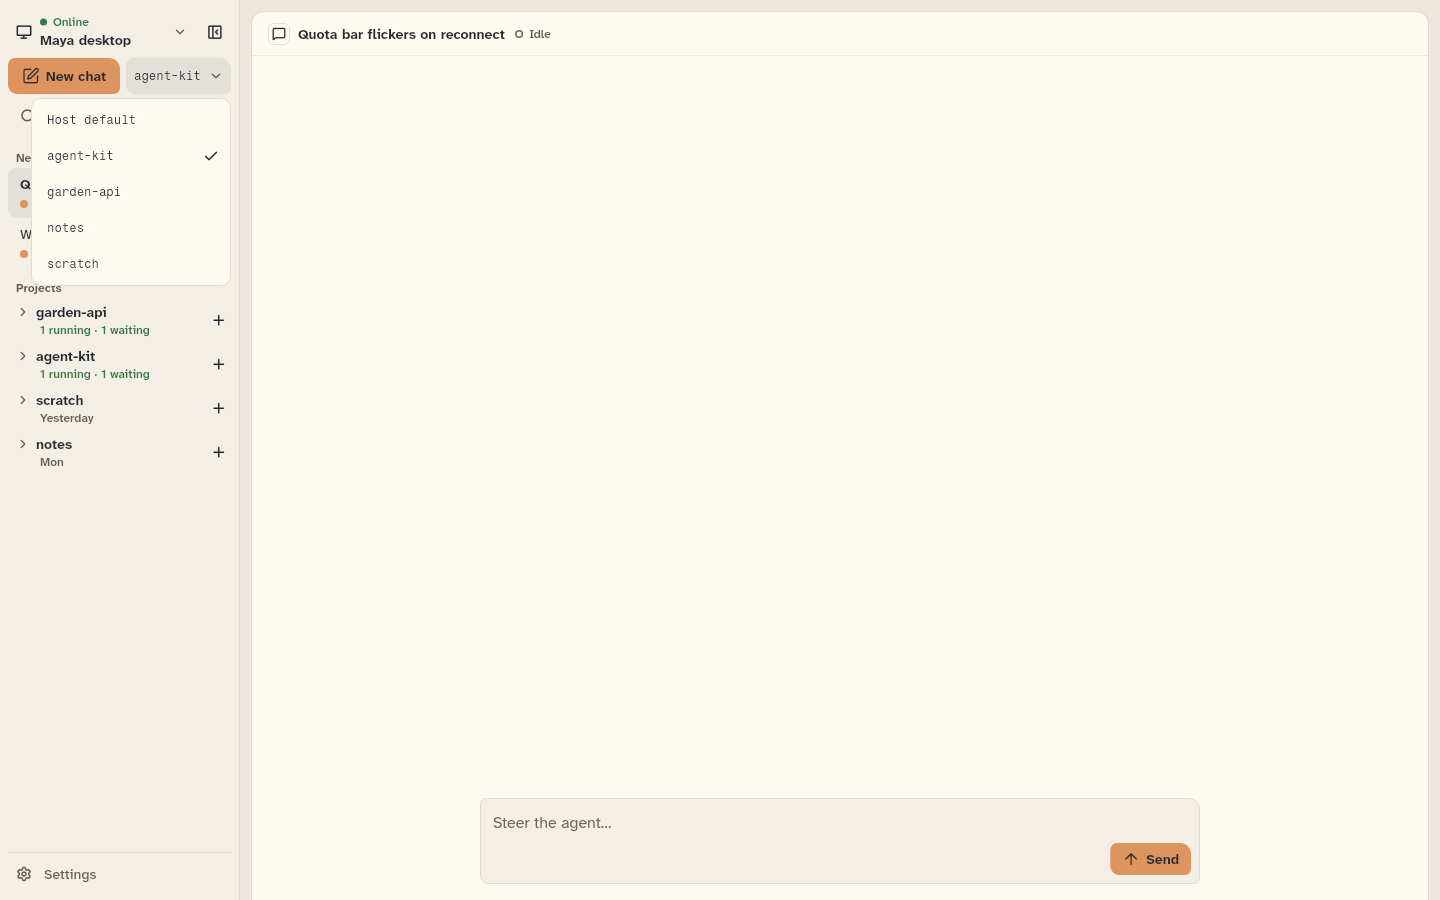 Online
Maya desktop
New chat
agent-kit
Host default
agent-kit
garden-api
notes
scratch
Projects
garden-api
1 running · 1 waiting
agent-kit
1 running · 1 waiting
scratch
Yesterday
notes
Mon
Settings
Quota bar flickers on reconnect
Idle
Steer the agent...
Send